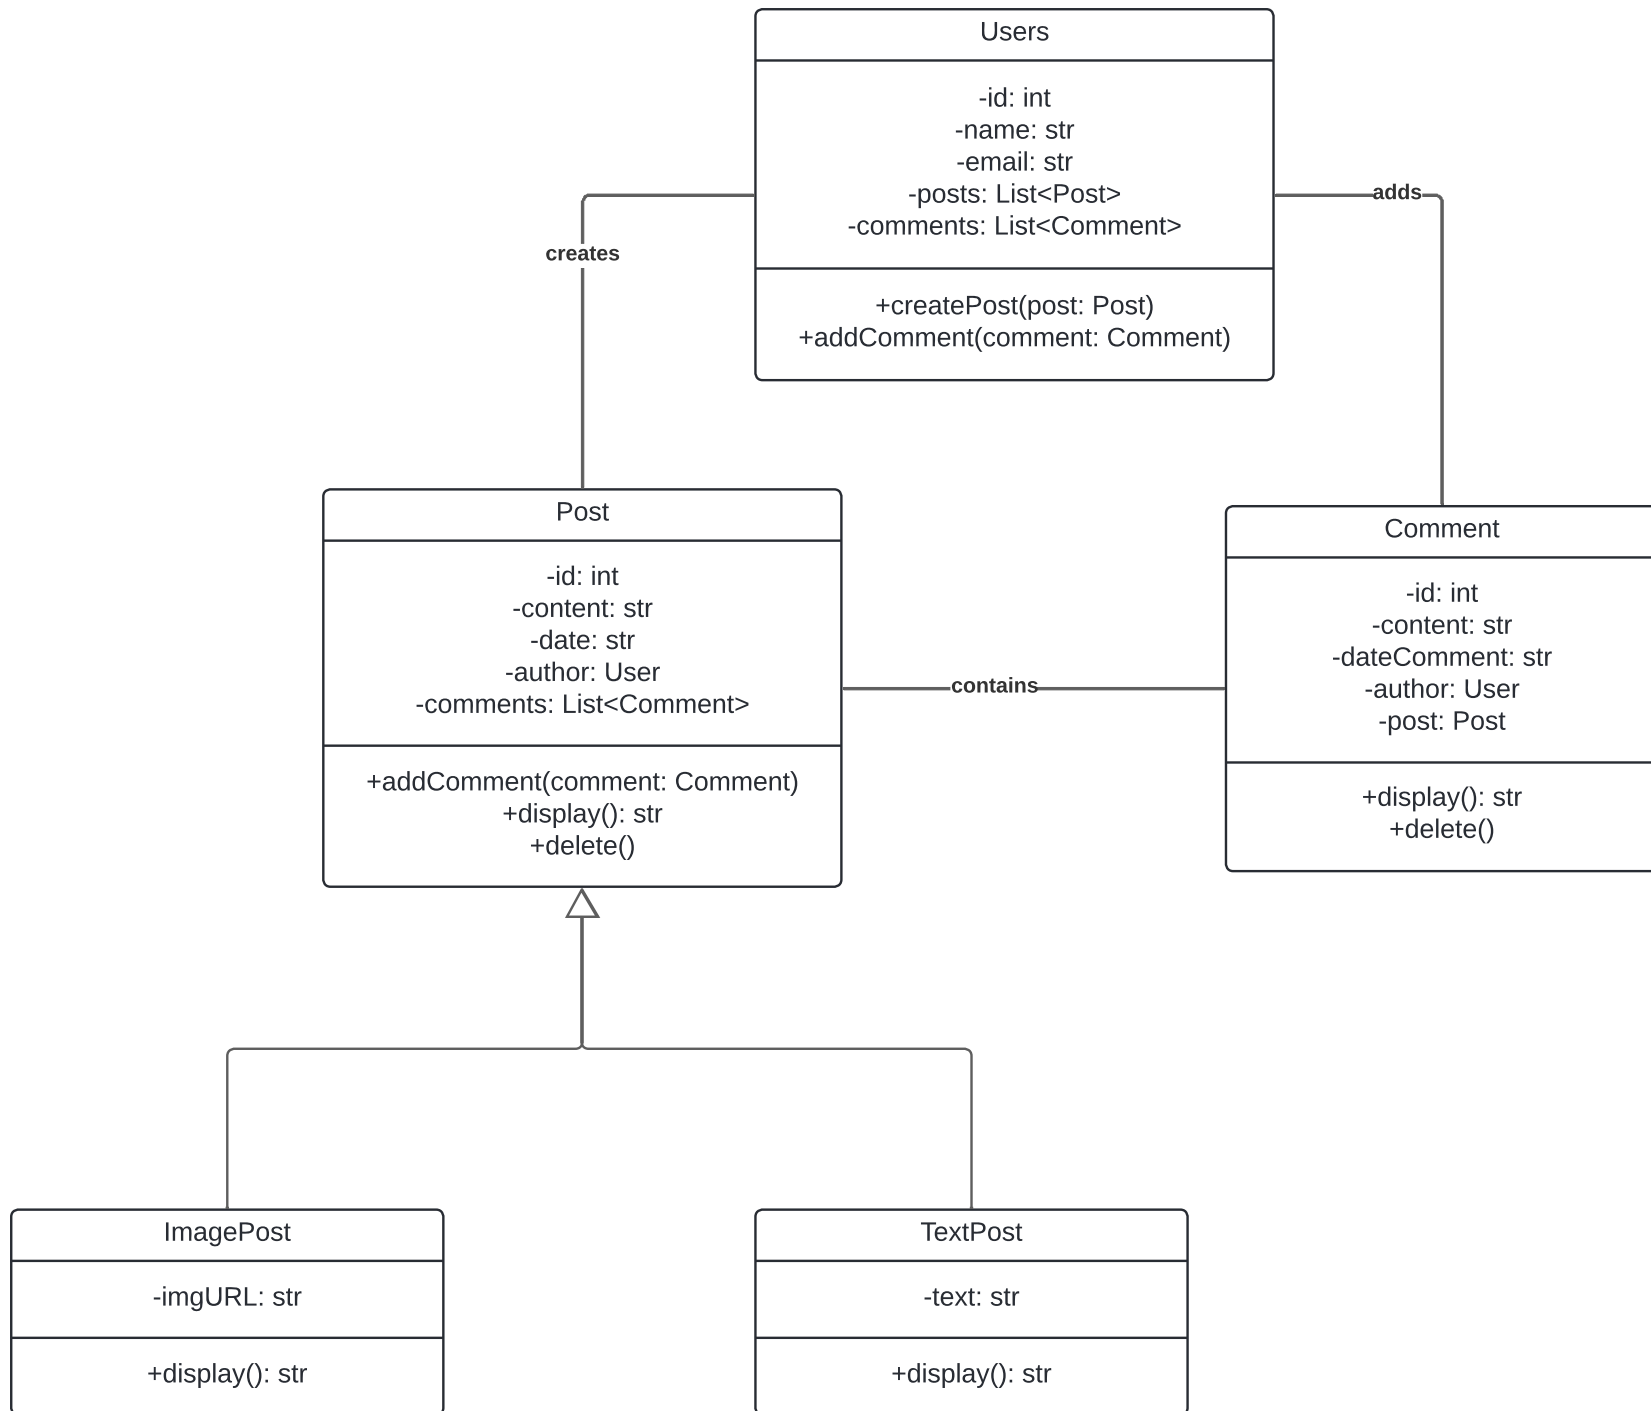 Users
-id: int
-name: str
-email: str
-posts: List<Post>
-comments: List<Comment>
+createPost(post: Post)
+addComment(comment: Comment)
creates
adds
Post
-id: int
-content: str
-date: str
-author: User
-comments: List<Comment>
+addComment(comment: Comment)
+display(): str
+delete()
contains
Comment
-id: int
-content: str
-dateComment: str
-author: User
-post: Post
+display(): str
+delete()
ImagePost
-imgURL: str
+display(): str
TextPost
-text: str
+display(): str